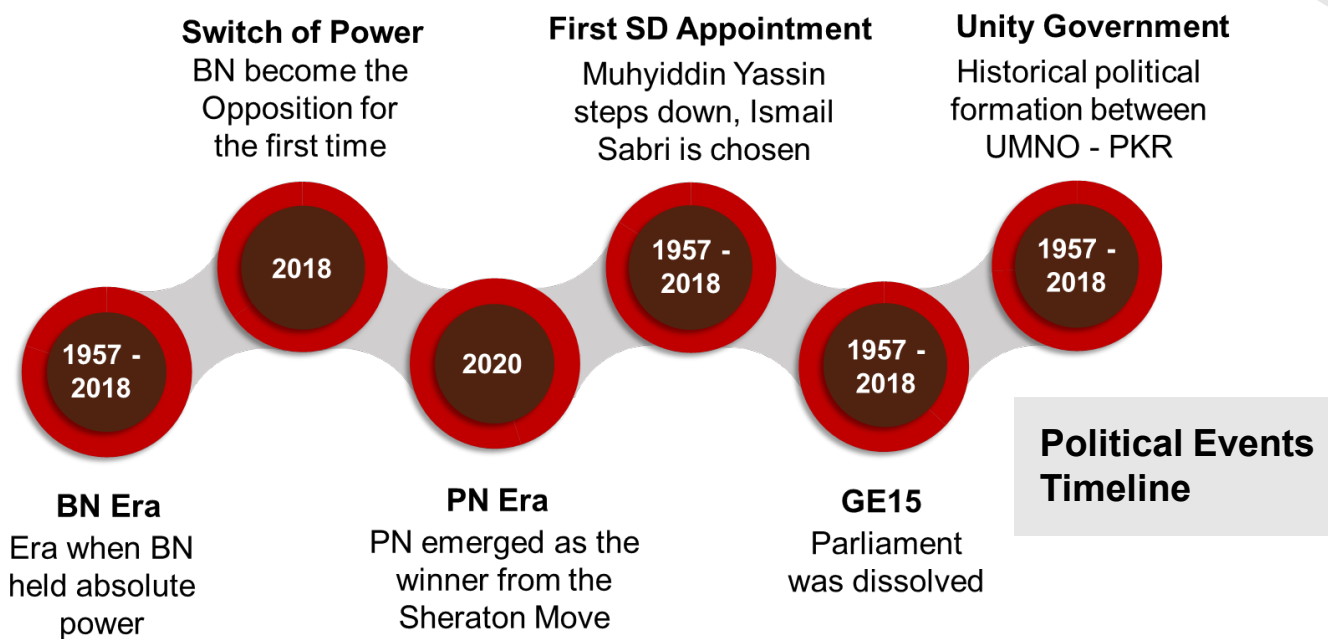 BN Era
Era when BN
held absolute
power
1957 -
2018
Switch of Power
BN become the
Opposition for
the first time
2018
PN Era
PN emerged as the
winner from the
Sheraton Move
2020
First SD Appointment
Muhyiddin Yassin
steps down, Ismail
Sabri is chosen
1957 -
2018
GE15
Parliament
was dissolved
1957 -
2018
Unity Government
Historical political
formation between
UMNO - PKR
1957 -
2018
Political Events
Timeline